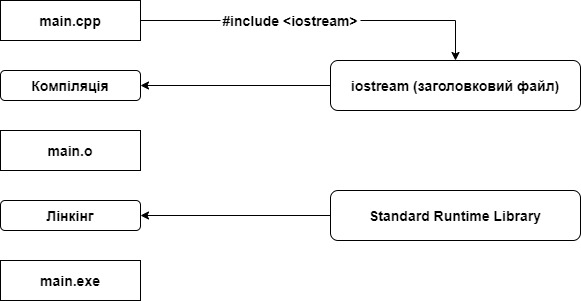 main.cpp
#include <iostream>
Компіляція
iostream (заголовковий файл)
main.o
Лінкінг
Standard Runtime Library
main.exe